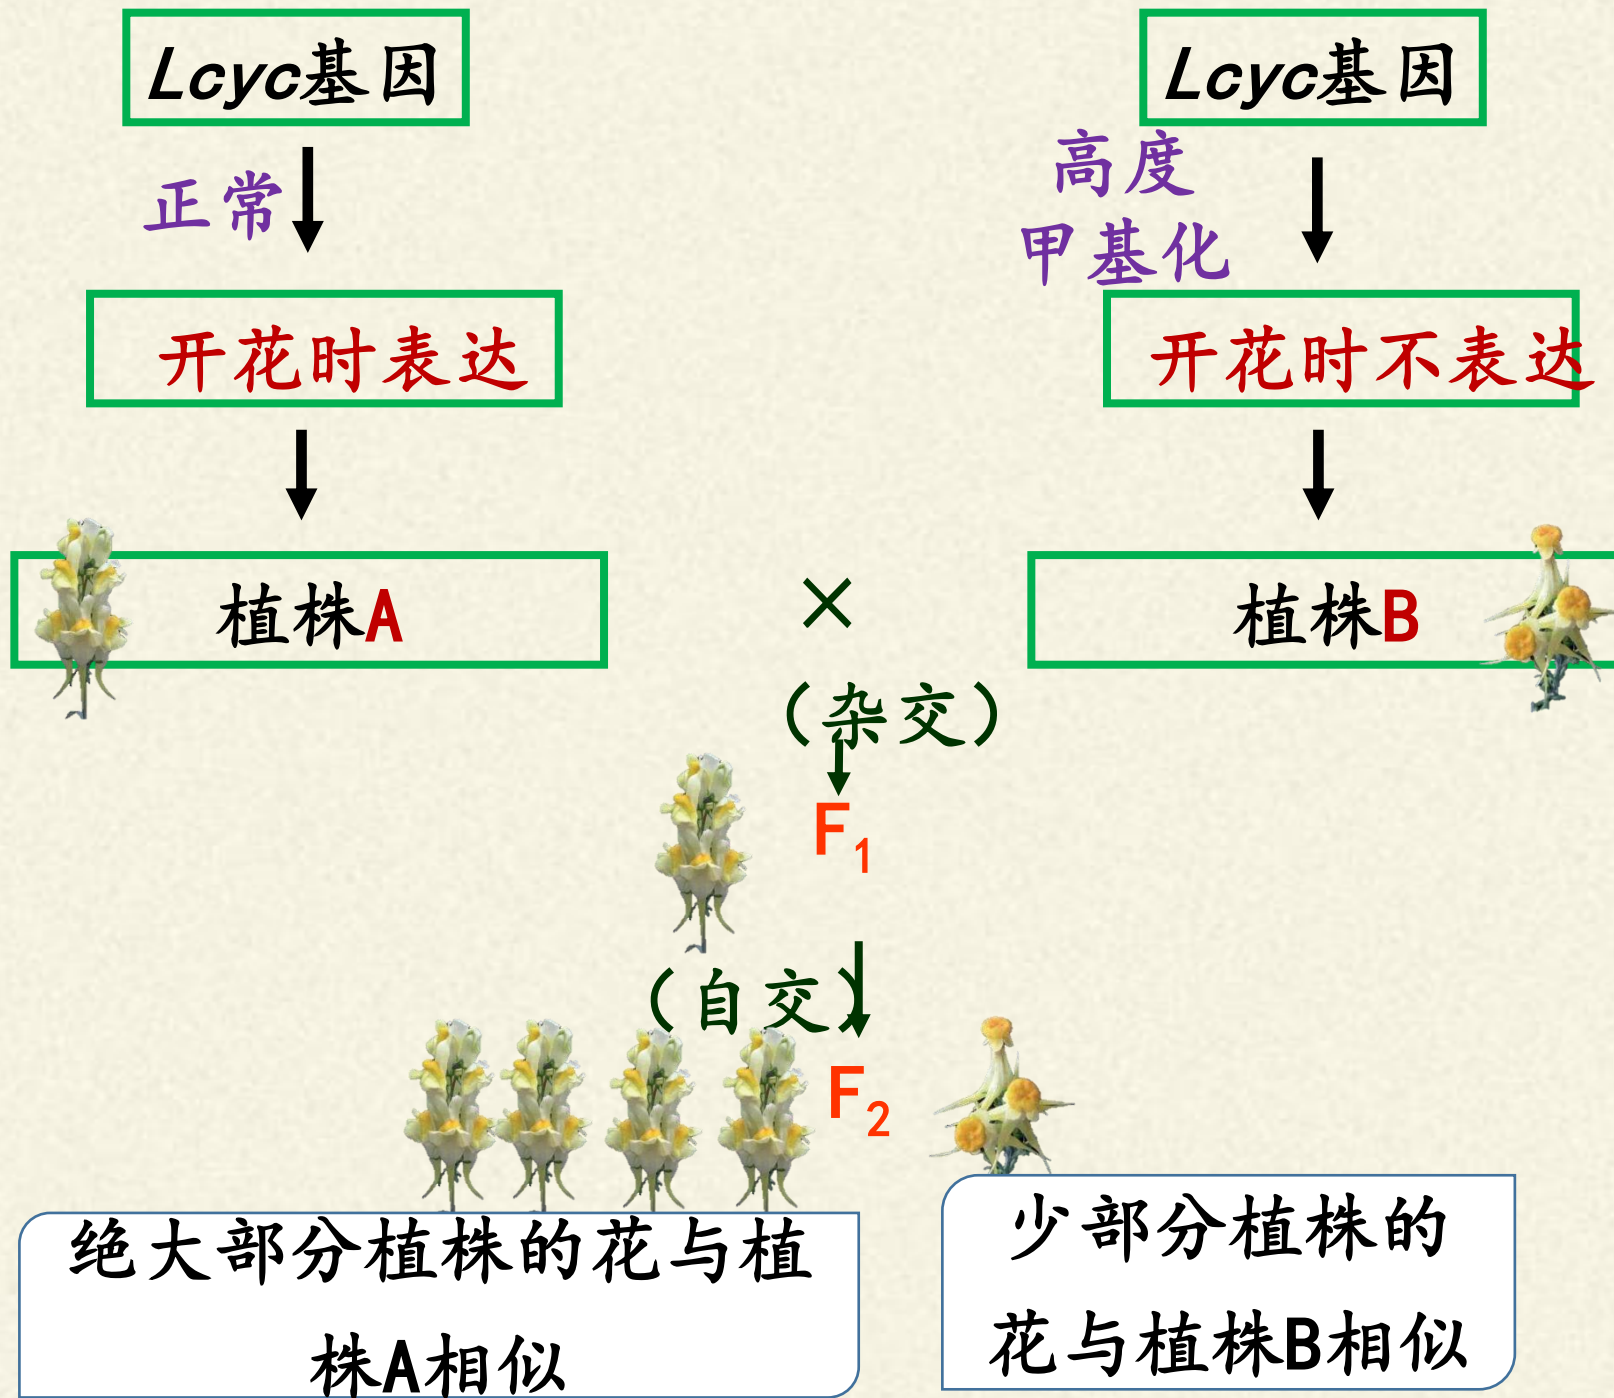 Lcyc基因
Lcyc基因
正常
高度
甲基化
开花时表达
开花时不表达
植株A
×
植株B
（杂交）
F₁
（自交）
F₂
绝大部分植株的花与植
株A相似
少部分植株的
花与植株B相似